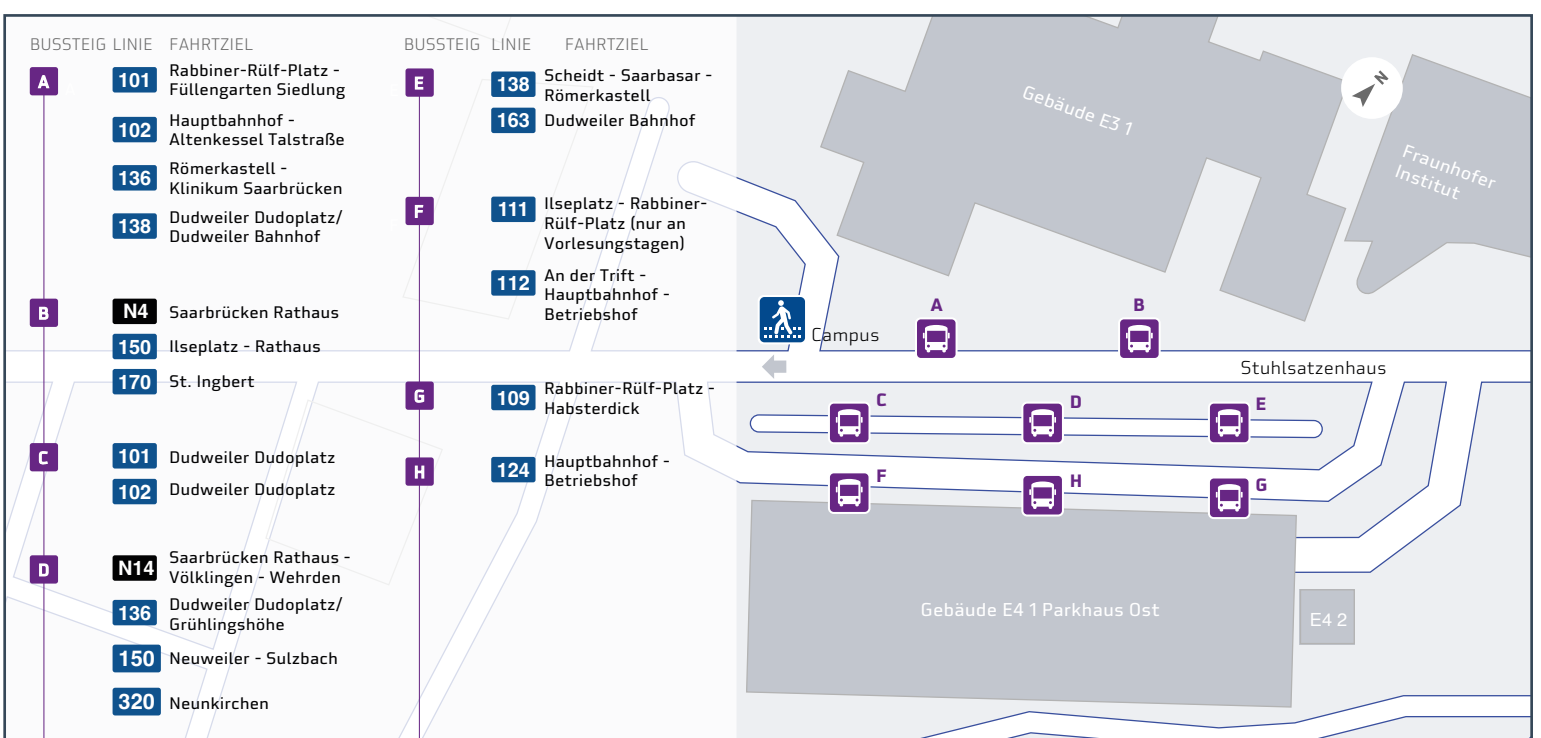 BUSSTEIG LINIE FAHRTZIEL
A
101 Rabbiner-Rülf-Platz -
Füllengarten Siedlung
102 Hauptbahnhof -
Altenkessel Talstraße
136 Römerkastell -
Klinikum Saarbrücken
138 Dudweiler Dudoplatz/
Dudweiler Bahnhof
B
N4 Saarbrücken Rathaus
150 Ilseplatz - Rathaus
170 St. Ingbert
C
101 Dudweiler Dudoplatz
102 Dudweiler Dudoplatz
D
N14 Saarbrücken Rathaus -
Völklingen - Wehrden
136 Dudweiler Dudoplatz/
Grühlingshöhe
150 Neuweiler - Sulzbach
320 Neunkirchen
BUSSTEIG LINIE FAHRTZIEL
E
138 Scheidt - Saarbasar -
Römerkastell
163 Dudweiler Bahnhof
F
111 Ilseplatz - Rabbiner-
Rülf-Platz (nur an
Vorlesungstagen)
112 An der Trift -
Hauptbahnhof -
Betriebshof
G
109 Rabbiner-Rülf-Platz -
Habsterdick
H
124 Hauptbahnhof -
Betriebshof
Gebäude E3 1
N
Fraunhofer
Institut
A
B
Campus
Stuhlsatzenhaus
C
D
E
F
H
G
Gebäude E4 1 Parkhaus Ost
E4 2